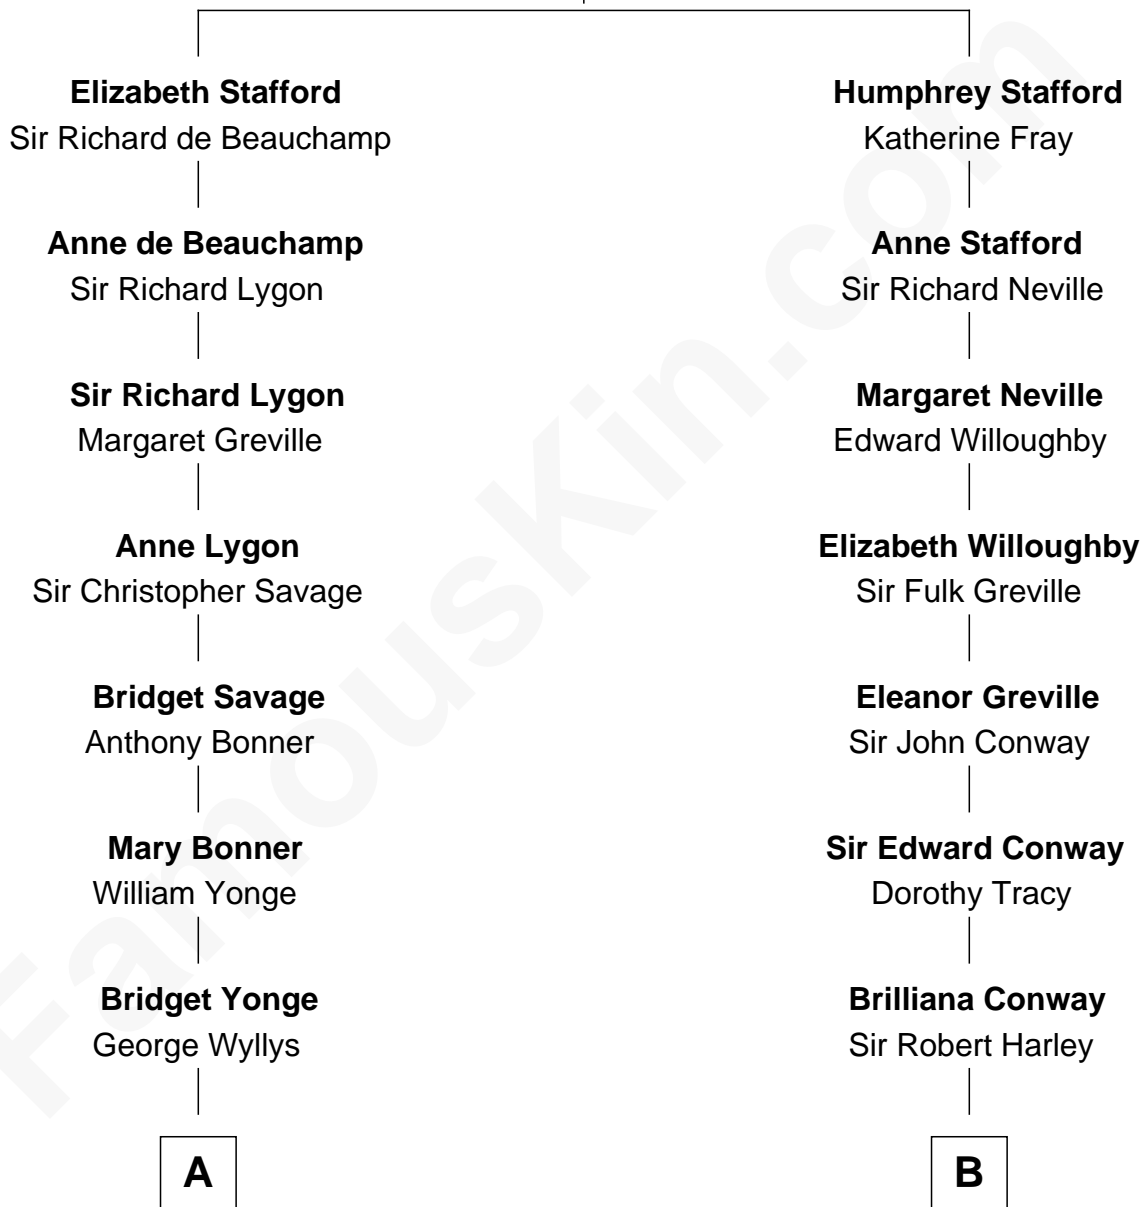 Elizabeth Stafford
Sir Richard de Beauchamp
Humphrey Stafford
Katherine Fray
Anne de Beauchamp
Sir Richard Lygon
Anne Stafford
Sir Richard Neville
Sir Richard Lygon
Margaret Greville
Margaret Neville
Edward Willoughby
Anne Lygon
Sir Christopher Savage
Elizabeth Willoughby
Sir Fulk Greville
Bridget Savage
Anthony Bonner
Eleanor Greville
Sir John Conway
Mary Bonner
William Yonge
Sir Edward Conway
Dorothy Tracy
Bridget Yonge
George Wyllys
Brilliana Conway
Sir Robert Harley
A
B
FamousKin.com